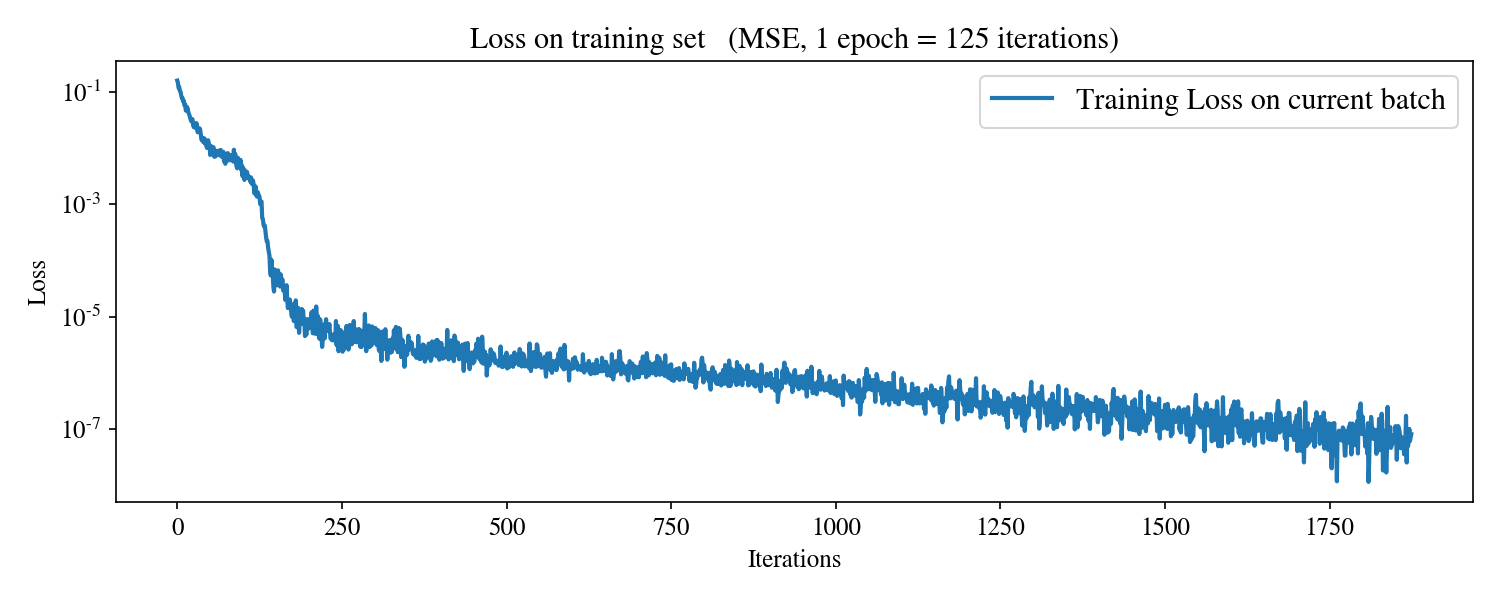 Loss on training set   (MSE, 1 epoch = 125 iterations)
Training Loss on current batch
10⁻¹
10⁻³
10⁻⁵
10⁻⁷
Loss
0 250 500 750 1000 1250 1500 1750
Iterations